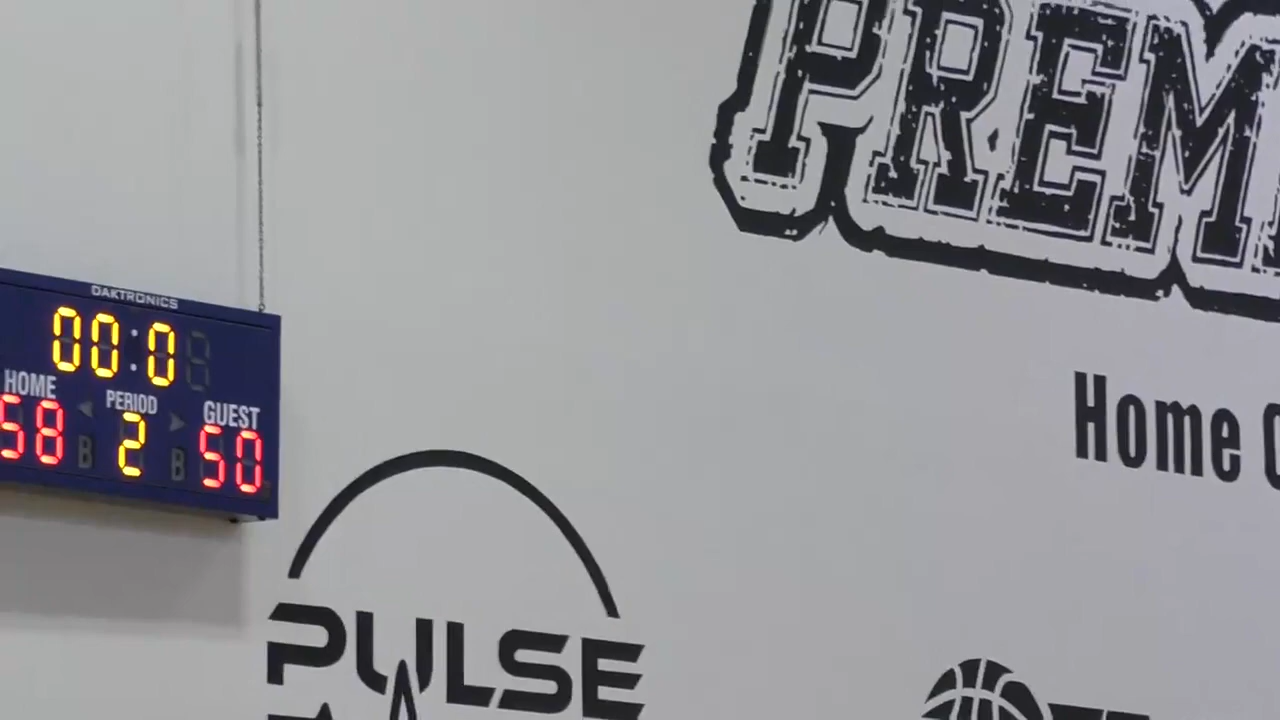 PREM
DAKTRONICS
00:0
HOME
PERIOD
GUEST
58
2
50
Home
PULSE